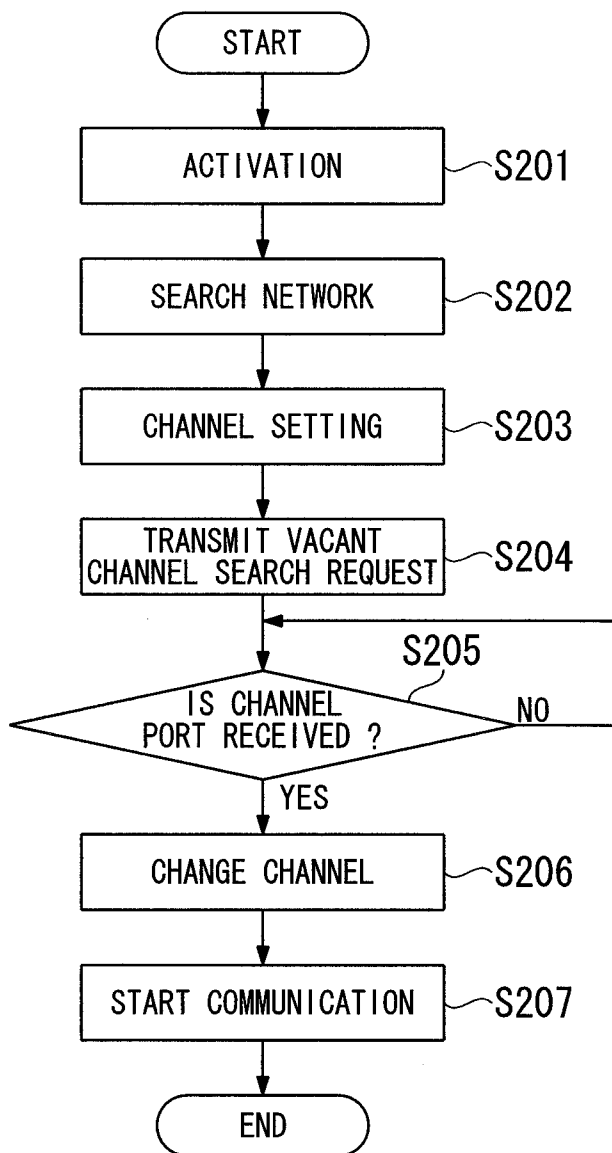 START
ACTIVATION
S201
SEARCH NETWORK
S202
CHANNEL SETTING
S203
TRANSMIT VACANT
CHANNEL SEARCH REQUEST
S204
S205
IS CHANNEL
PORT RECEIVED ?
NO
YES
CHANGE CHANNEL
S206
START COMMUNICATION
S207
END